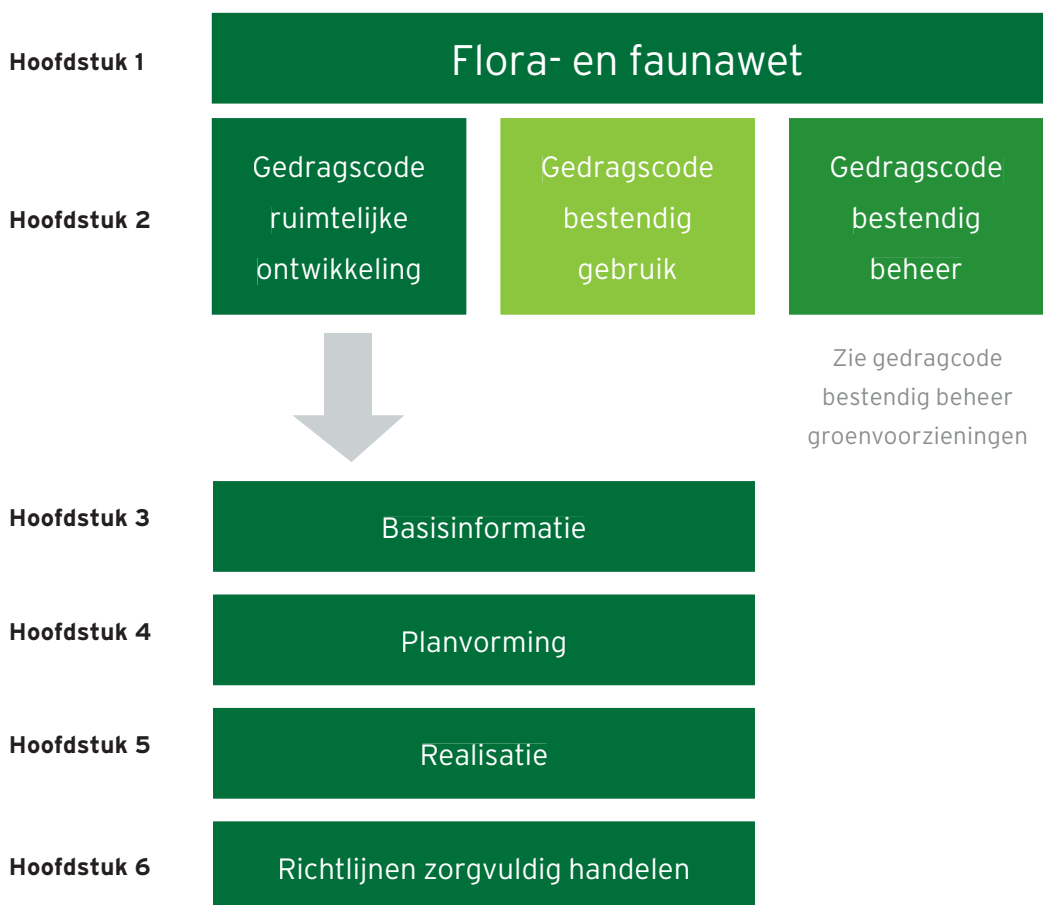 Hoofdstuk 1
Flora- en faunawet
Hoofdstuk 2
Gedragscode
ruimtelijke
ontwikkeling
Gedragscode
bestendig
gebruik
Gedragscode
bestendig
beheer
Zie gedragcode
bestendig beheer
groenvoorzieningen
Hoofdstuk 3
Basisinformatie
Hoofdstuk 4
Planvorming
Hoofdstuk 5
Realisatie
Hoofdstuk 6
Richtlijnen zorgvuldig handelen